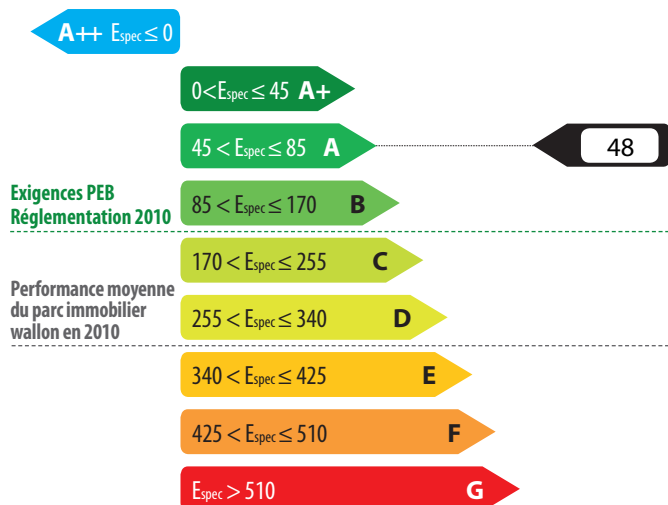 A++ Espec ≤ 0
0<Espec ≤ 45 A+
45 < Espec ≤ 85 A
48
Exigences PEB
Réglementation 2010
85 < Espec ≤ 170 B
170 < Espec ≤ 255 C
Performance moyenne
du parc immobilier
wallon en 2010
255 < Espec ≤ 340 D
340 < Espec ≤ 425 E
425 < Espec ≤ 510 F
Espec > 510 G